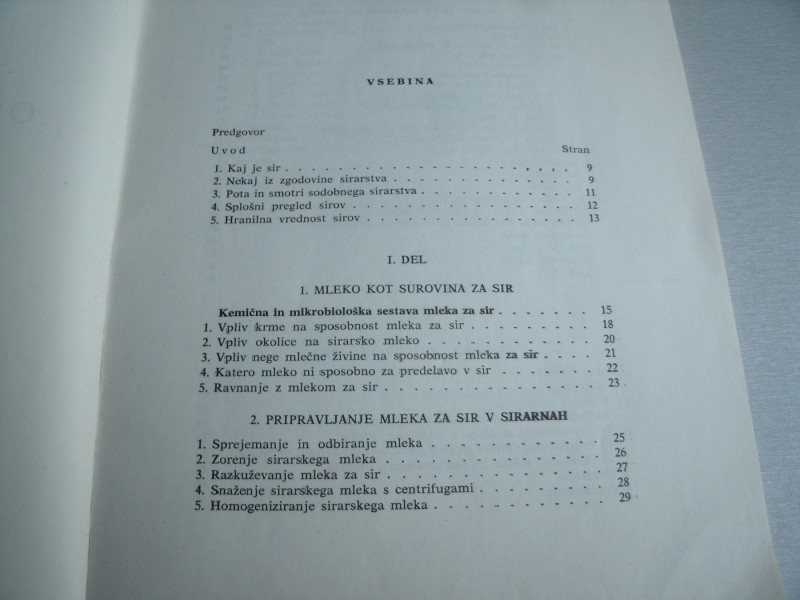 VSEBINA
Predgovor
Uvod Stran
1. Kaj je sir . . . . . . . . . . . . . . . . . . 9
2. Nekaj iz zgodovine sirarstva . . . . . . . . . . . . 9
3. Pota in smotri sodobnega sirarstva . . . . . . . . . . 11
4. Splošni pregled sirov . . . . . . . . . . . . . . 12
5. Hranilna vrednost sirov . . . . . . . . . . . . . 13
I. DEL
1. MLEKO KOT SUROVINA ZA SIR
Kemična in mikrobiološka sestava mleka za sir . . . . . . . 15
1. Vpliv krme na sposobnost mleka za sir . . . . . . . . 18
2. Vpliv okolice na sirarsko mleko . . . . . . . . . . 20
3. Vpliv nege mlečne živine na sposobnost mleka za sir . . . . 21
4. Katero mleko ni sposobno za predelavo v sir . . . . . . . 22
5. Ravnanje z mlekom za sir . . . . . . . . . . . . . 23
2. PRIPRAVLJANJE MLEKA ZA SIR V SIRARNAH
1. Sprejemanje in odbiranje mleka . . . . . . . . . . . 25
2. Zorenje sirarskega mleka . . . . . . . . . . . . . 26
3. Razkuževanje mleka za sir . . . . . . . . . . . . . 27
4. Snaženje sirarskega mleka s centrifugami . . . . . . . . 28
5. Homogeniziranje sirarskega mleka . . . . . . . . . . . 29